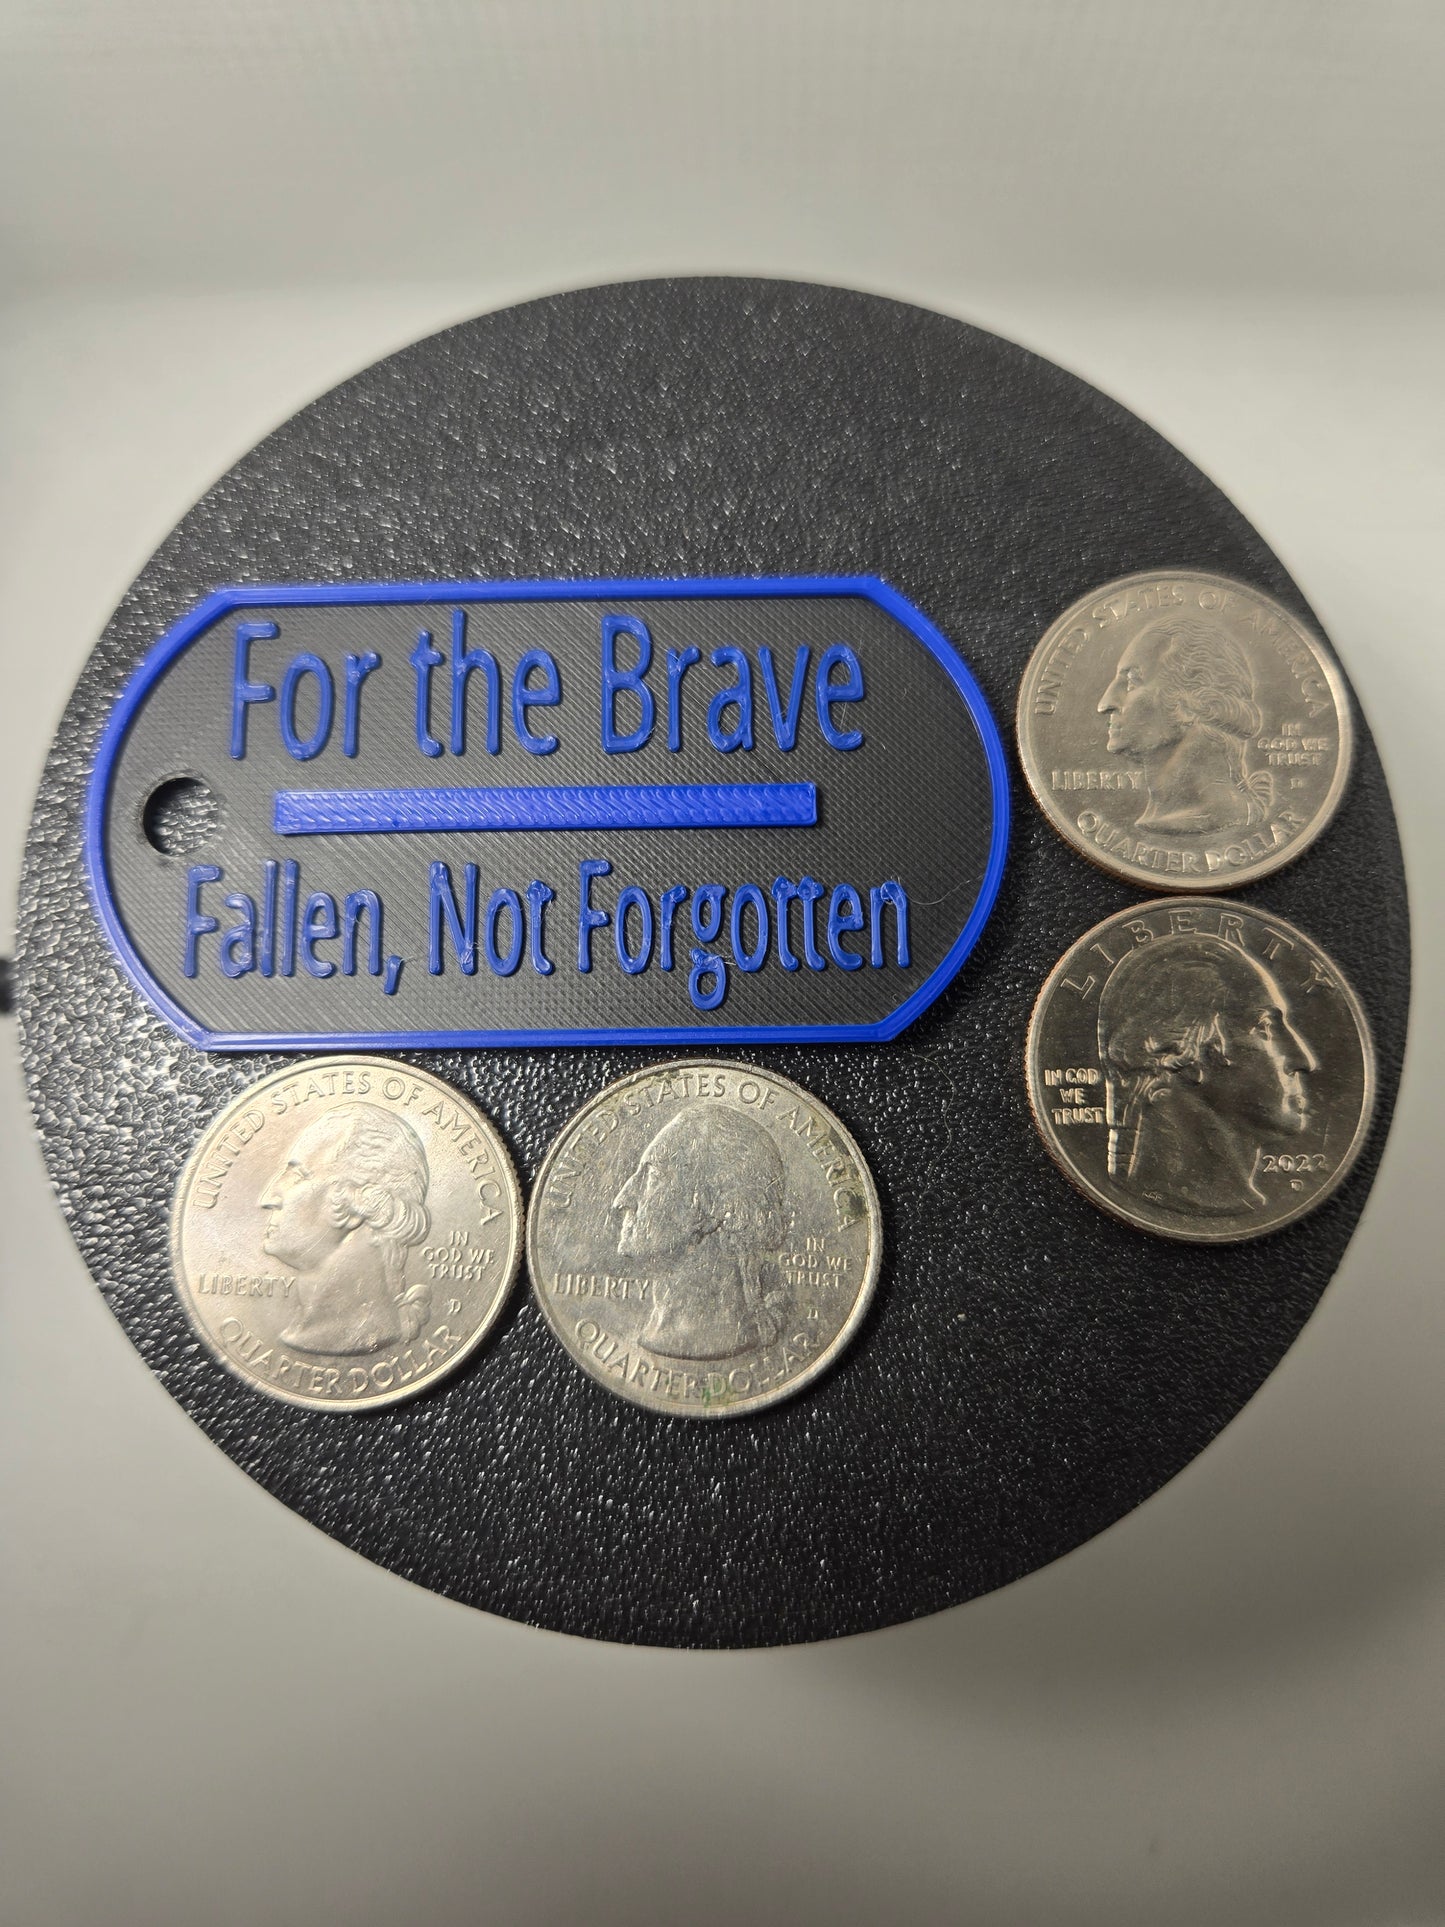 For the Brave
Fallen, Not Forgotten
UNITED STATES OF AMERICA
IN
GOD WE
TRUST
LIBERTY
D
QUARTER DOLLAR
LIBERTY
IN GOD
WE
TRUST
2022
D
UNITED STATES OF AMERICA
IN
GOD WE
TRUST
LIBERTY
D
QUARTER DOLLAR
UNITED STATES OF AMERICA
IN
GOD WE
TRUST
LIBERTY
D
QUARTER DOLLAR